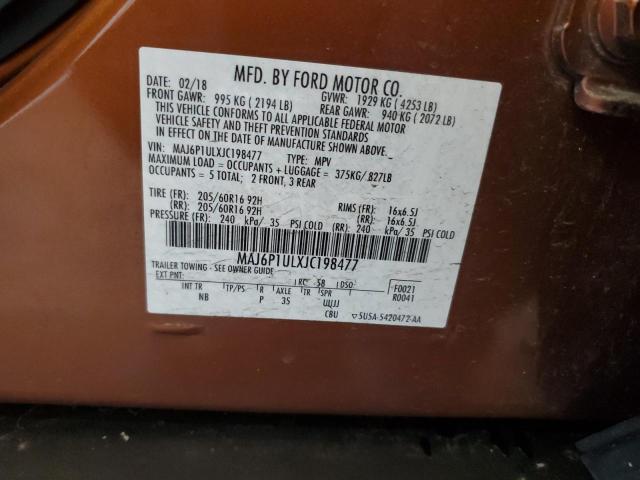 MFD. BY FORD MOTOR CO.
DATE: 02/18 GVWR: 1929 KG ( 4253 LB)
FRONT GAWR: 995 KG ( 2194 LB) REAR GAWR: 940 KG ( 2072 LB)
THIS VEHICLE CONFORMS TO ALL APPLICABLE FEDERAL MOTOR
VEHICLE SAFETY AND THEFT PREVENTION STANDARDS
IN EFFECT ON THE DATE OF MANUFACTURE SHOWN ABOVE.
VIN: MAJ6P1ULXJC198477 TYPE: MPV
MAXIMUM LOAD = OCCUPANTS + LUGGAGE = 375KG/ 827LB
OCCUPANTS = 5 TOTAL; 2 FRONT, 3 REAR
TIRE (FR): 205/60R16 92H RIMS (FR): 16x6.5J
(RR): 205/60R16 92H (RR): 16x6.5J
PRESSURE (FR): 240 kPa/ 35 PSI COLD (RR): 240 kPa/ 35 PSI COLD
MAJ6P1ULXJC198477
TRAILER TOWING - SEE OWNER GUIDE
EXT PNT: RC: 58 DSO: F0021
R0041
INT TR TP/PS R AXLE TR SPR
NB P 35 UUJJ
CBU 5U5A-5420472-AA